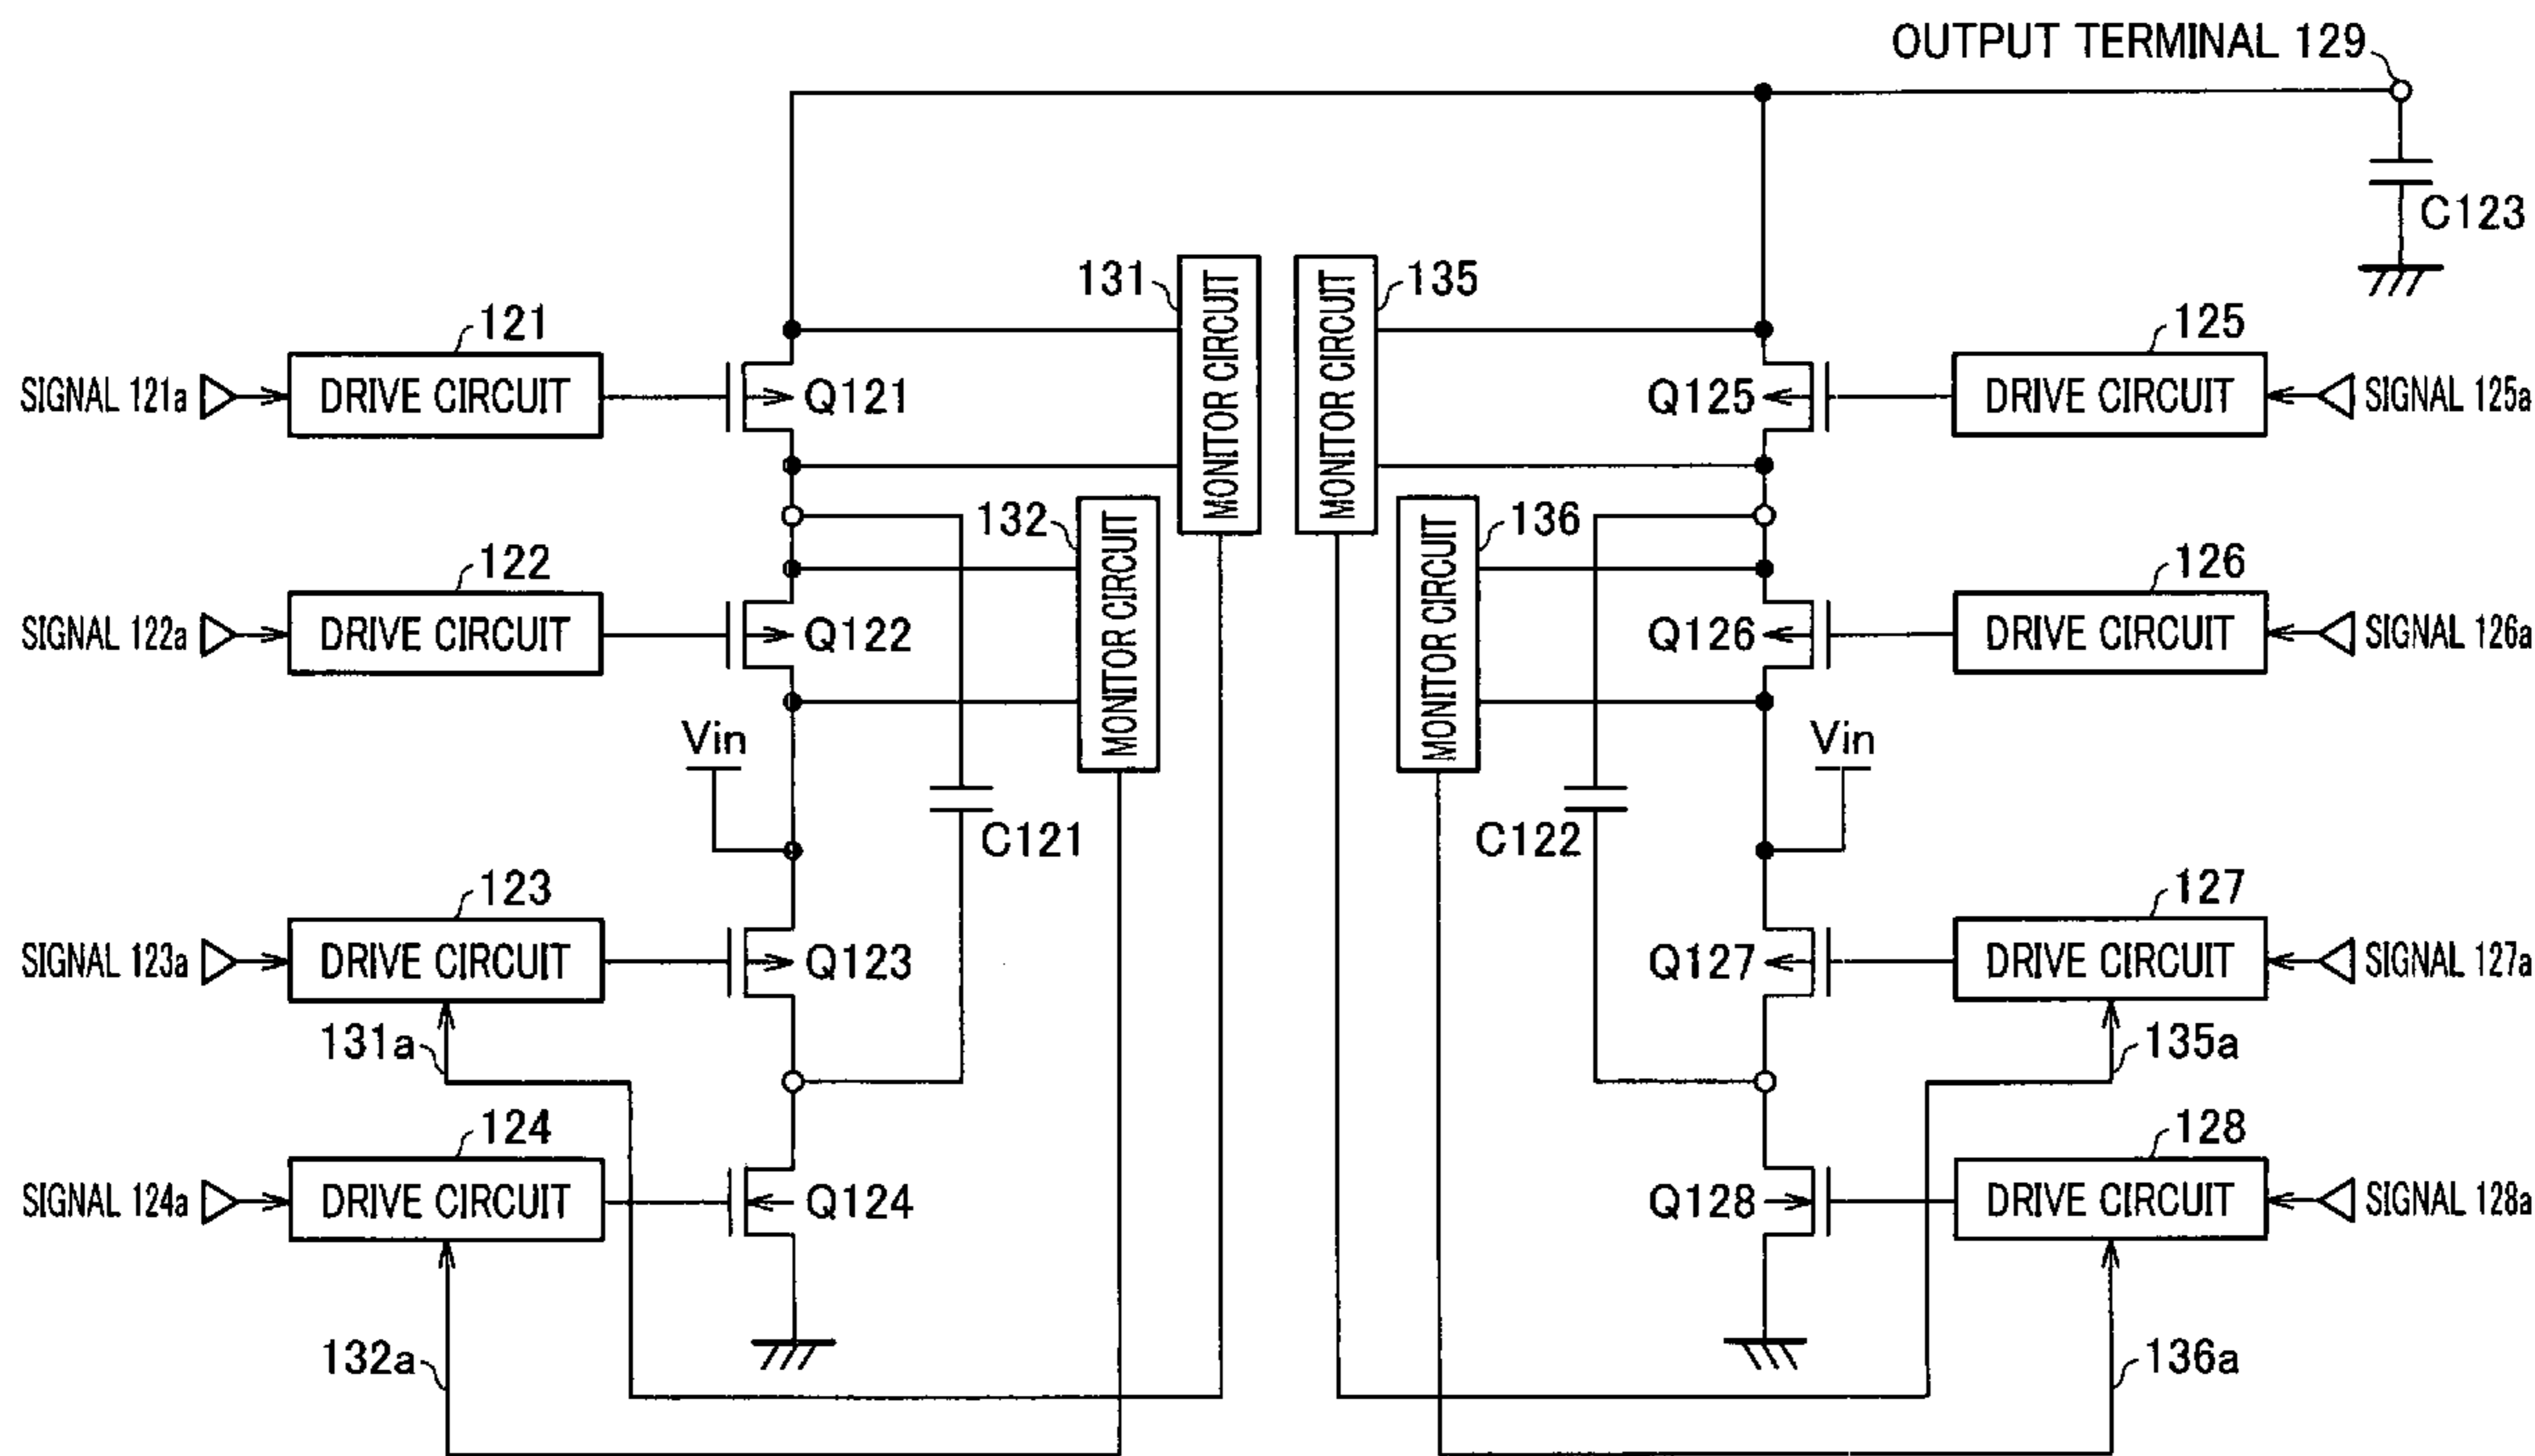 OUTPUT TERMINAL 129
C123
131
MONITOR CIRCUIT
135
MONITOR CIRCUIT
121
125
SIGNAL 121a
DRIVE CIRCUIT
Q121
Q125
DRIVE CIRCUIT
SIGNAL 125a
132
MONITOR CIRCUIT
136
MONITOR CIRCUIT
122
126
SIGNAL 122a
DRIVE CIRCUIT
Q122
Q126
DRIVE CIRCUIT
SIGNAL 126a
Vin
Vin
C121
C122
123
127
SIGNAL 123a
DRIVE CIRCUIT
Q123
Q127
DRIVE CIRCUIT
SIGNAL 127a
131a
135a
124
128
SIGNAL 124a
DRIVE CIRCUIT
Q124
Q128
DRIVE CIRCUIT
SIGNAL 128a
132a
136a